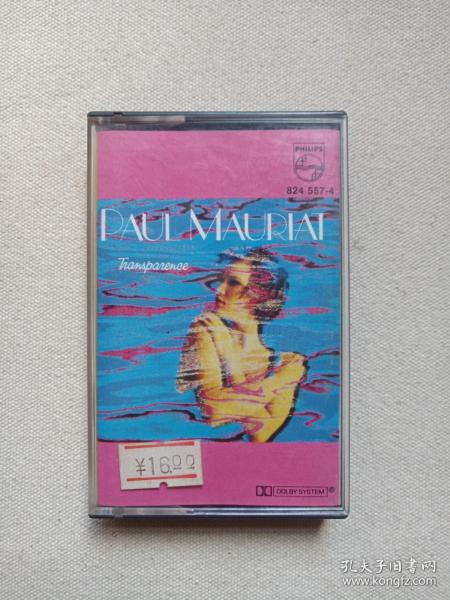 PHILIPS
824 557-4
PAUL MAURIAT
Transparence
¥16.00
DOLBY SYSTEM ®
孔夫子旧书网
www.kongfz.com